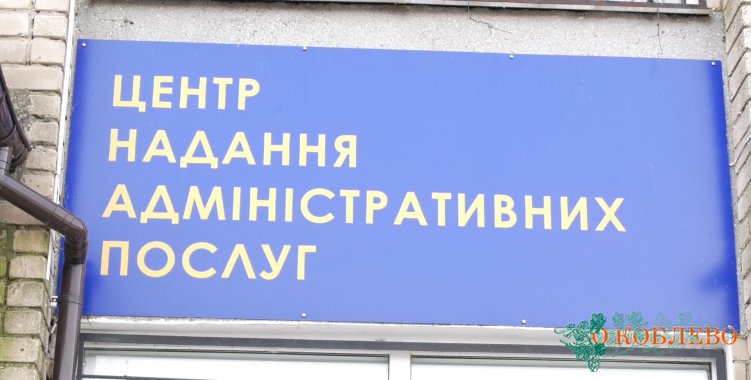 ЦЕНТР
НАДАННЯ
АДМІНІСТРАТИВНИХ
ПОСЛУГ
О КОБЛЕВО